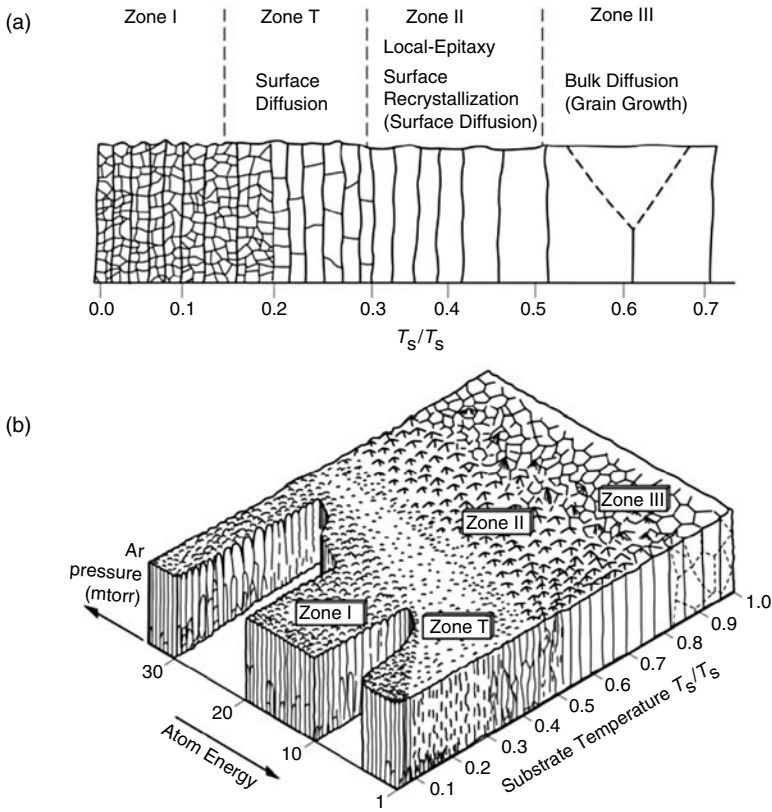 (a)
Zone I
Zone T
Zone II
Zone III
Local-Epitaxy
Surface
Diffusion
Surface
Recrystallization
(Surface Diffusion)
Bulk Diffusion
(Grain Growth)
0.0
0.1
0.2
0.3
0.4
0.5
0.6
0.7
Ts/Ts
(b)
Zone III
Zone II
Ar
pressure
(mtorr)
Zone I
Zone T
30
20
10
1
Atom Energy
0.1
0.2
0.3
0.4
0.5
0.6
0.7
0.8
0.9
1.0
Substrate Temperature Ts/Ts